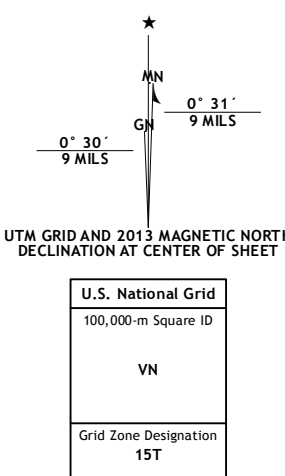 ★
MN
0° 31´
9 MILS
GN
0° 30´
9 MILS
UTM GRID AND 2013 MAGNETIC NORTH
DECLINATION AT CENTER OF SHEET
U.S. National Grid
100,000-m Square ID
VN
Grid Zone Designation
15T